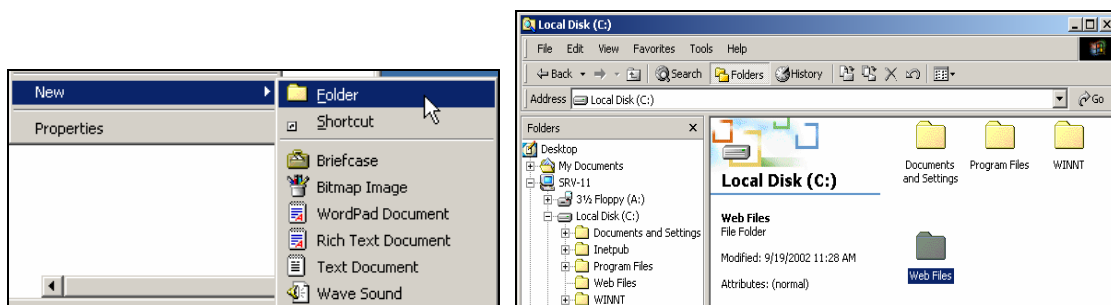 New
Properties
Folder
Shortcut
Briefcase
Bitmap Image
WordPad Document
Rich Text Document
Text Document
Wave Sound
Local Disk (C:)
File Edit View Favorites Tools Help
Back Search Folders History
Address Local Disk (C:) Go
Folders x
Desktop
My Documents
SRV-11
3½ Floppy (A:)
Local Disk (C:)
Documents and Settings
Inetpub
Program Files
Web Files
WINNT
Local Disk (C:)
Web Files
File Folder
Modified: 9/19/2002 11:28 AM
Attributes: (normal)
Documents
and Settings
Program Files
WINNT
Web Files